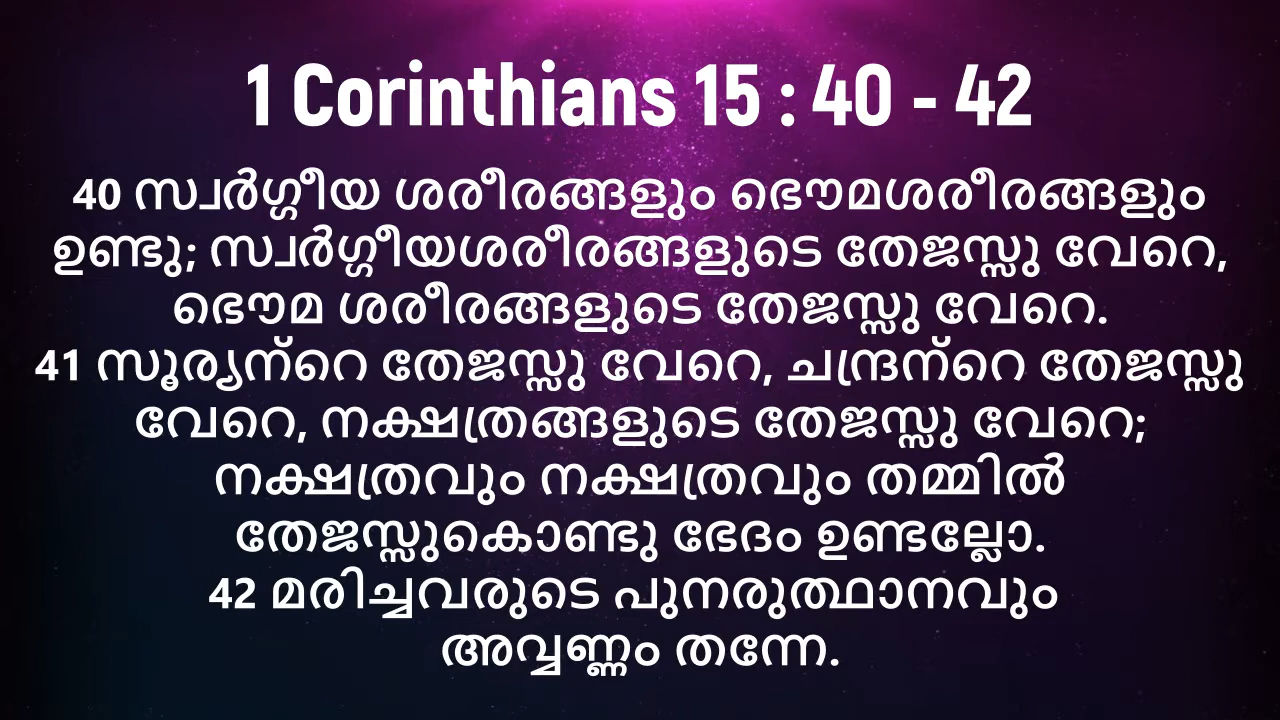 1 Corinthians 15 : 40 - 42
40 സ്വർഗ്ഗീയ ശരീരങ്ങളും ഭൌമശരീരങ്ങളും
ഉണ്ടു; സ്വർഗ്ഗീയശരീരങ്ങളുടെ തേജസ്സു വേറെ,
ഭൌമ ശരീരങ്ങളുടെ തേജസ്സു വേറെ.
41 സൂര്യന്റെ തേജസ്സു വേറെ, ചന്ദ്രന്റെ തേജസ്സു
വേറെ, നക്ഷത്രങ്ങളുടെ തേജസ്സു വേറെ;
നക്ഷത്രവും നക്ഷത്രവും തമ്മിൽ
തേജസ്സുകൊണ്ടു ഭേദം ഉണ്ടല്ലോ.
42 മരിച്ചവരുടെ പുനരുത്ഥാനവും
അവ്വണ്ണം തന്നേ.